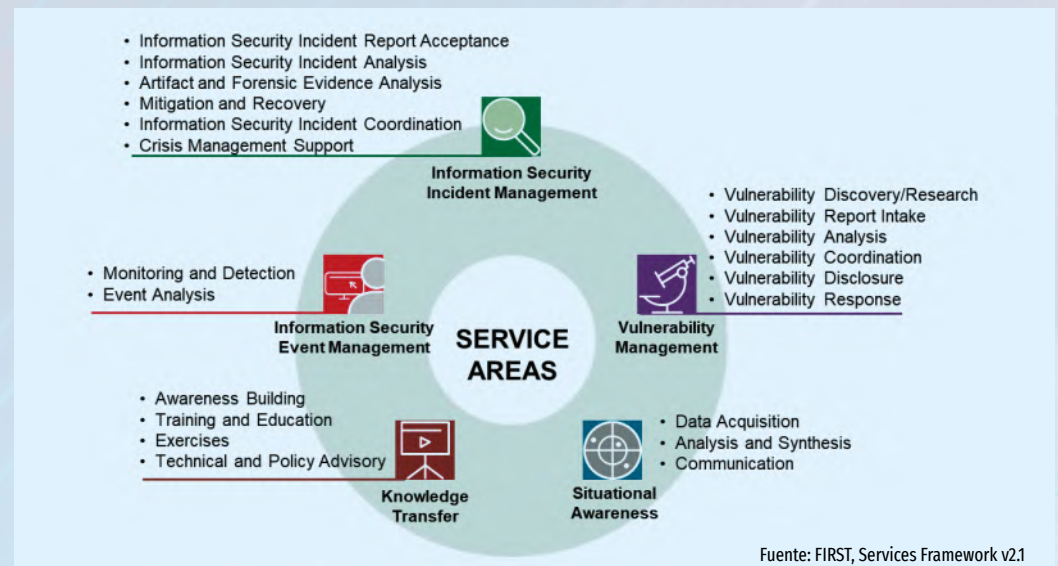 • Information Security Incident Report Acceptance
• Information Security Incident Analysis
• Artifact and Forensic Evidence Analysis
• Mitigation and Recovery
• Information Security Incident Coordination
• Crisis Management Support
Information Security
Incident Management
• Vulnerability Discovery/Research
• Vulnerability Report Intake
• Vulnerability Analysis
• Vulnerability Coordination
• Vulnerability Disclosure
• Vulnerability Response
Vulnerability
Management
• Monitoring and Detection
• Event Analysis
Information Security
Event Management
SERVICE
AREAS
• Awareness Building
• Training and Education
• Exercises
• Technical and Policy Advisory
Knowledge
Transfer
• Data Acquisition
• Analysis and Synthesis
• Communication
Situational
Awareness
Fuente: FIRST, Services Framework v2.1